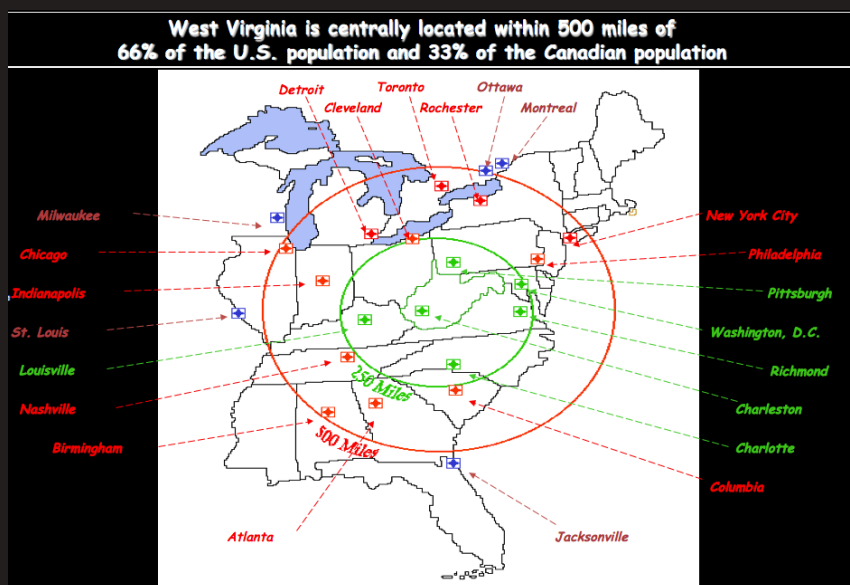 West Virginia is centrally located within 500 miles of
66% of the U.S. population and 33% of the Canadian population
Detroit
Toronto
Ottawa
Cleveland
Rochester
Montreal
Milwaukee
New York City
Chicago
Philadelphia
Indianapolis
Pittsburgh
St. Louis
Washington, D.C.
Louisville
Richmond
250 Miles
Nashville
Charleston
500 Miles
Birmingham
Charlotte
Columbia
Atlanta
Jacksonville